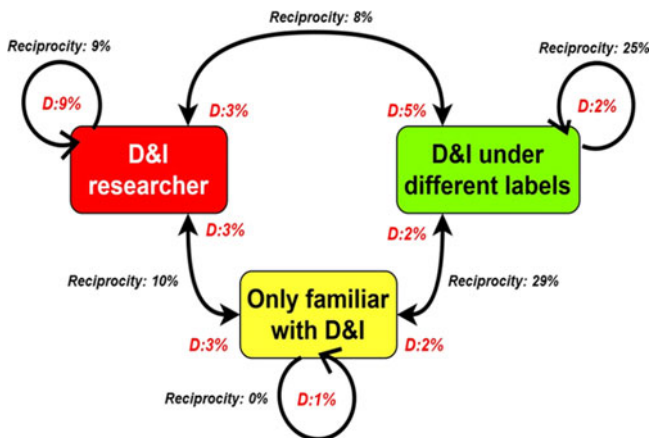 Reciprocity: 8%
Reciprocity: 9%
Reciprocity: 25%
D:9%
D:2%
D:3%
D:5%
D&I
researcher
D&I under
different labels
D:3%
D:2%
Reciprocity: 10%
Reciprocity: 29%
Only familiar
with D&I
D:3%
D:2%
Reciprocity: 0%
D:1%